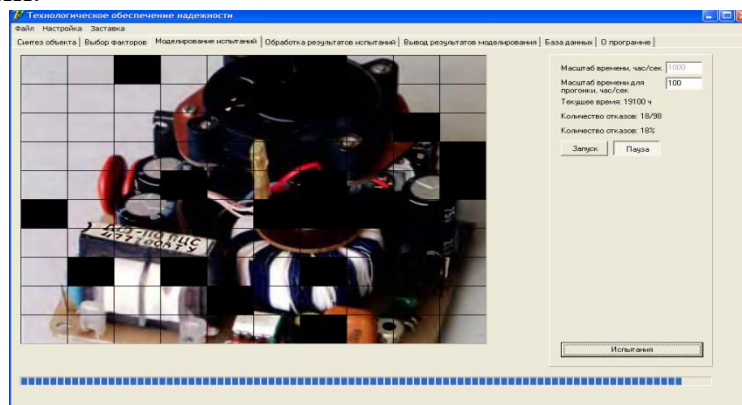 Технологическое обеспечение надежности
Файл Настройка Заставка
Синтез объекта Выбор факторов Моделирование испытаний Обработка результатов испытаний Вывод результатов моделирования База данных О программе
Масштаб времени, час/сек 1000
Масштаб времени для прогонки, час/сек 100
Текущее время: 19100 ч
Количество отказов: 18/98
Количество отказов: 18%
Запуск Пауза
Испытания